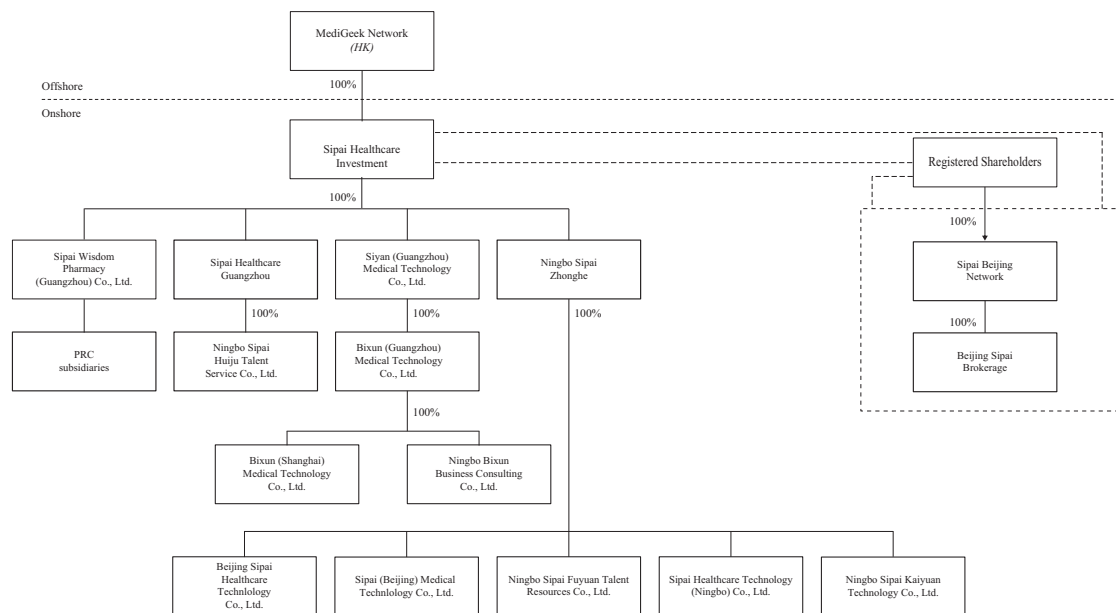 MediGeek Network
(HK)
100%
Offshore
Onshore
Sipai Healthcare
Investment
Registered Shareholders
100%
100%
Sipai Wisdom
Pharmacy
(Guangzhou) Co., Ltd.
Sipai Healthcare
Guangzhou
Siyan (Guangzhou)
Medical Technology
Co., Ltd.
Ningbo Sipai
Zhonghe
Sipai Beijing
Network
100%
100%
100%
100%
PRC
subsidiaries
Ningbo Sipai
Huiju Talent
Service Co., Ltd.
Bixun (Guangzhou)
Medical Technology
Co., Ltd.
Beijing Sipai
Brokerage
100%
Bixun (Shanghai)
Medical Technology
Co., Ltd.
Ningbo Bixun
Business Consulting
Co., Ltd.
Beijing Sipai
Healthcare
Technlology
Co., Ltd.
Sipai (Beijing) Medical
Technlology Co., Ltd.
Ningbo Sipai Fuyuan Talent
Resources Co., Ltd.
Sipai Healthcare Technology
(Ningbo) Co., Ltd.
Ningbo Sipai Kaiyuan
Technology Co., Ltd.